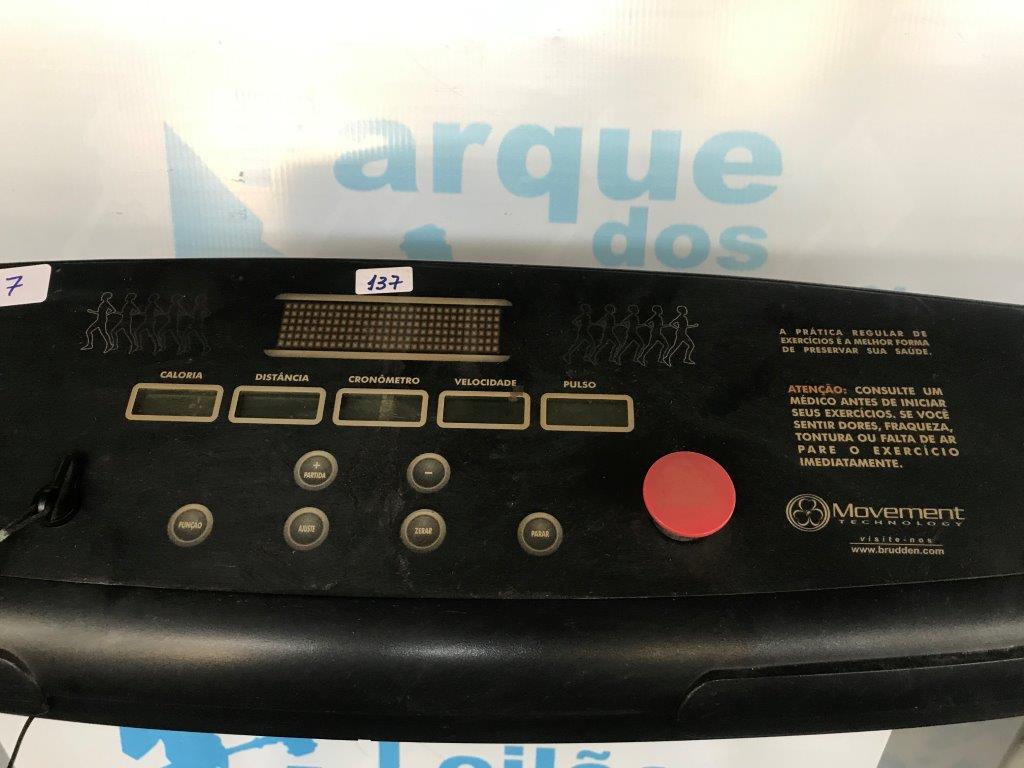 arque
dos
7
137
CALORIA
DISTÂNCIA
CRONÔMETRO
VELOCIDADE
PULSO
+
PARTIDA
-
FUNÇÃO
AJUSTE
ZERAR
PARAR
A PRÁTICA REGULAR DE
EXERCÍCIOS É A MELHOR FORMA
DE PRESERVAR SUA SAÚDE.
ATENÇÃO: CONSULTE UM
MÉDICO ANTES DE INICIAR
SEUS EXERCÍCIOS. SE VOCÊ
SENTIR DORES, FRAQUEZA,
TONTURA OU FALTA DE AR
PARE O EXERCÍCIO
IMEDIATAMENTE.
Movement
TECHNOLOGY
visite-nos
www.brudden.com
Leilõ